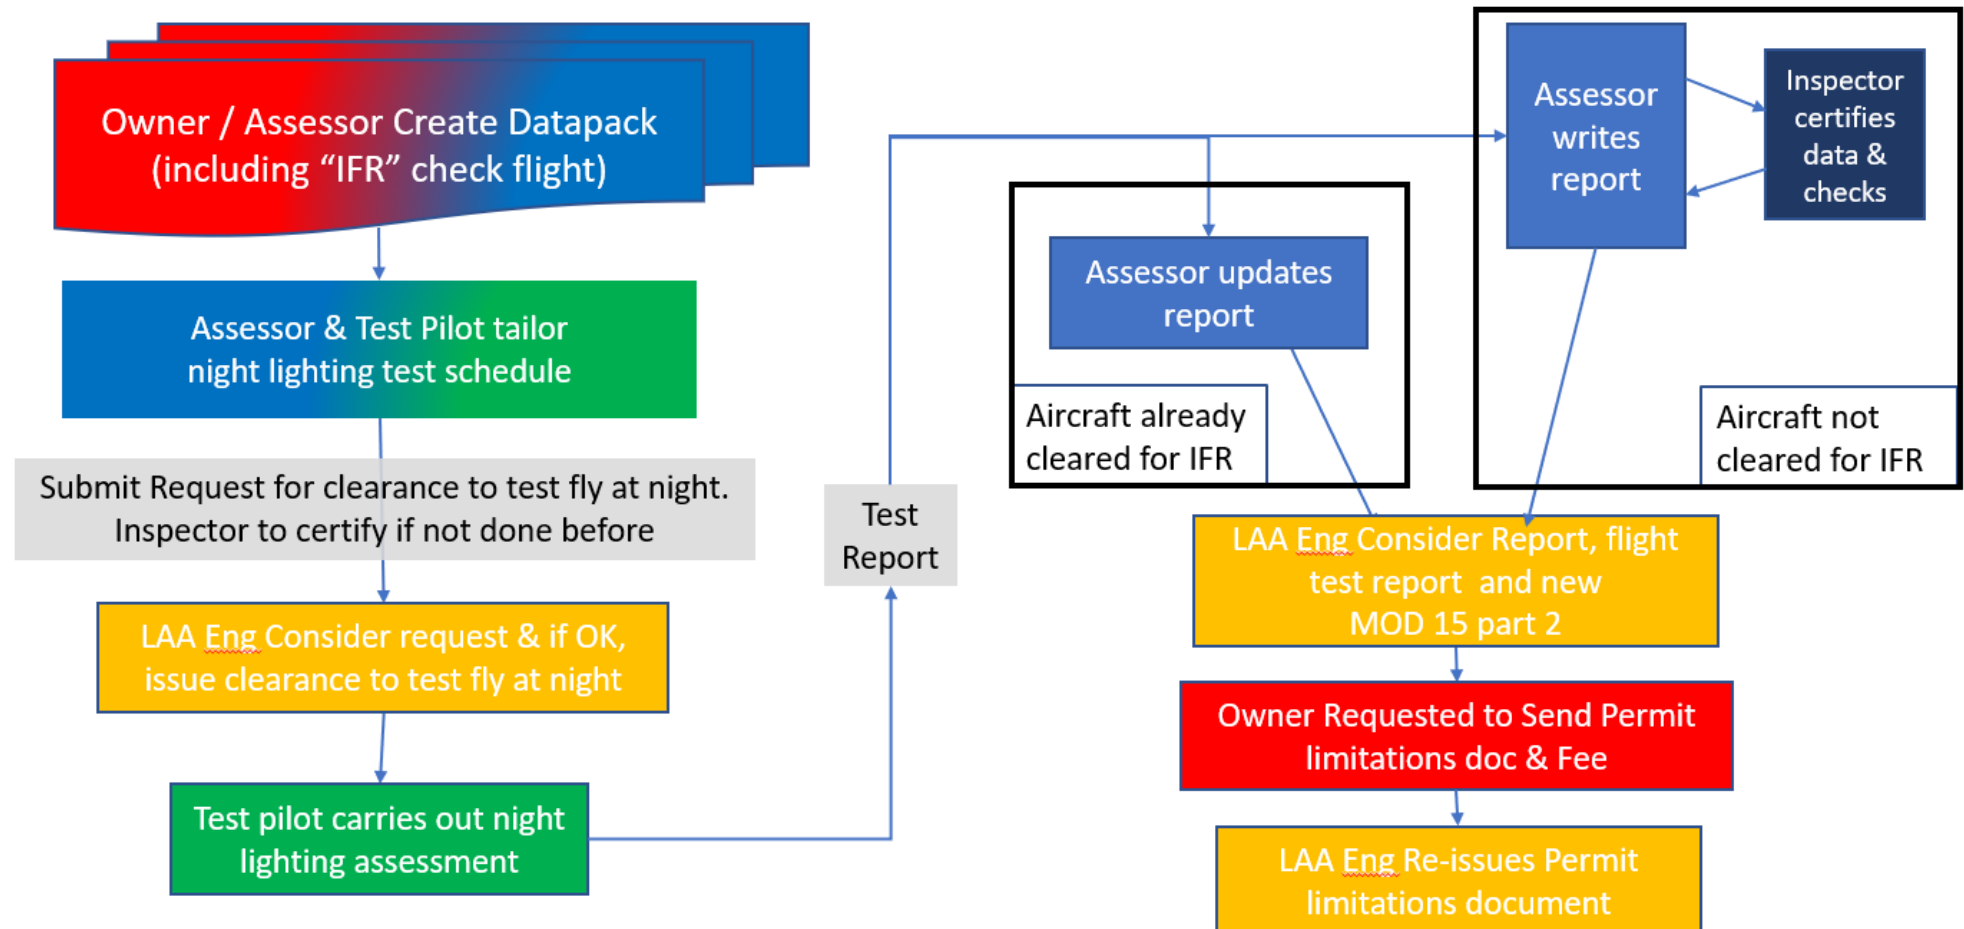 Owner / Assessor Create Datapack
(including “IFR” check flight)
Assessor & Test Pilot tailor
night lighting test schedule
Submit Request for clearance to test fly at night.
Inspector to certify if not done before
LAA Eng Consider request & if OK,
issue clearance to test fly at night
Test pilot carries out night
lighting assessment
Test
Report
Assessor updates
report
Aircraft already
cleared for IFR
Assessor
writes
report
Inspector
certifies
data &
checks
Aircraft not
cleared for IFR
LAA Eng Consider Report, flight
test report  and new
MOD 15 part 2
Owner Requested to Send Permit
limitations doc & Fee
LAA Eng Re-issues Permit
limitations document